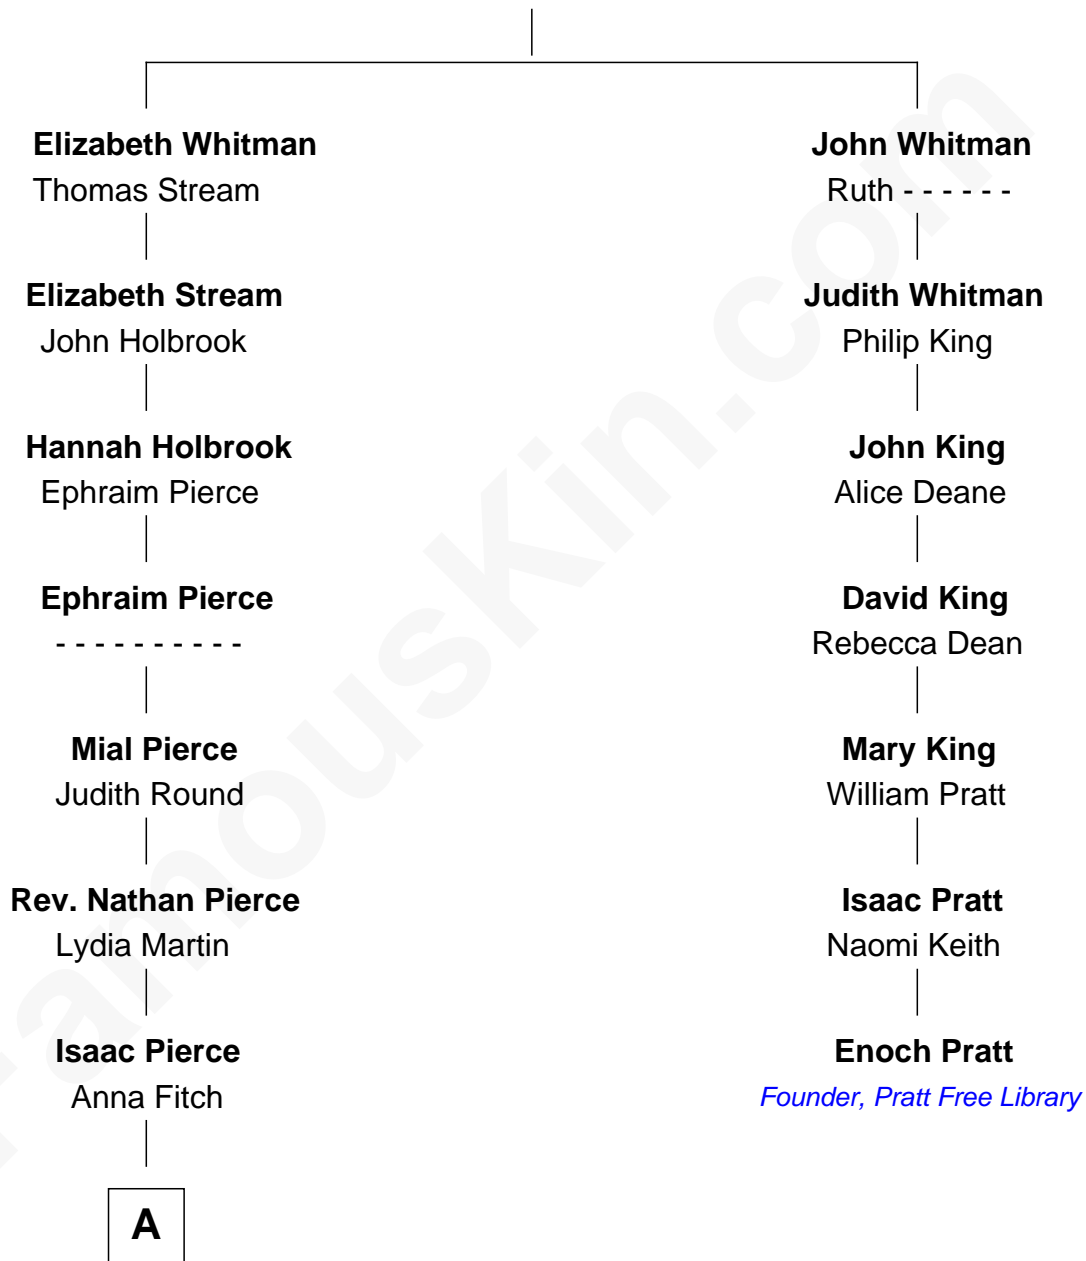 Elizabeth Whitman
Thomas Stream
Elizabeth Stream
John Holbrook
Hannah Holbrook
Ephraim Pierce
Ephraim Pierce
- - - - - - - - - -
Mial Pierce
Judith Round
Rev. Nathan Pierce
Lydia Martin
Isaac Pierce
Anna Fitch
A
John Whitman
Ruth - - - - - -
Judith Whitman
Philip King
John King
Alice Deane
David King
Rebecca Dean
Mary King
William Pratt
Isaac Pratt
Naomi Keith
Enoch Pratt
Founder, Pratt Free Library
FamousKin.com